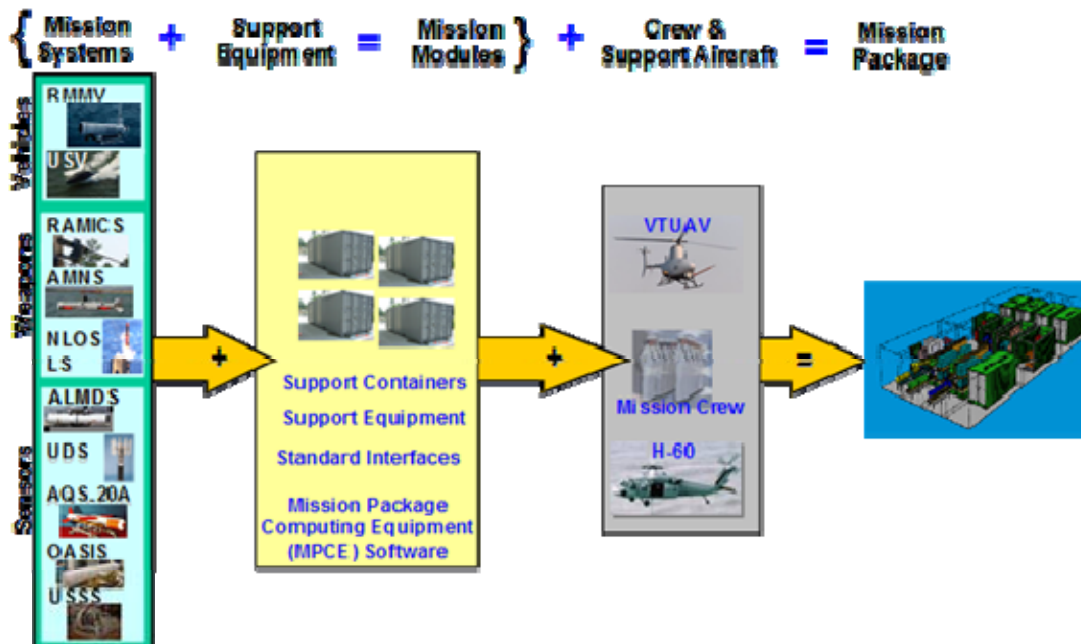 { Mission Systems + Support Equipment = Mission Modules } + Crew & Support Aircraft = Mission Package
Vehicles
RMMV
USV
Weapons
RAMICS
AMNS
NLOS
LS
Sensors
ALMDS
UDS
AQS-20A
OASIS
USSS
+
Support Containers
Support Equipment
Standard Interfaces
Mission Package
Computing Equipment
(MPCE) Software
+
VTUAV
Mission Crew
H-60
=